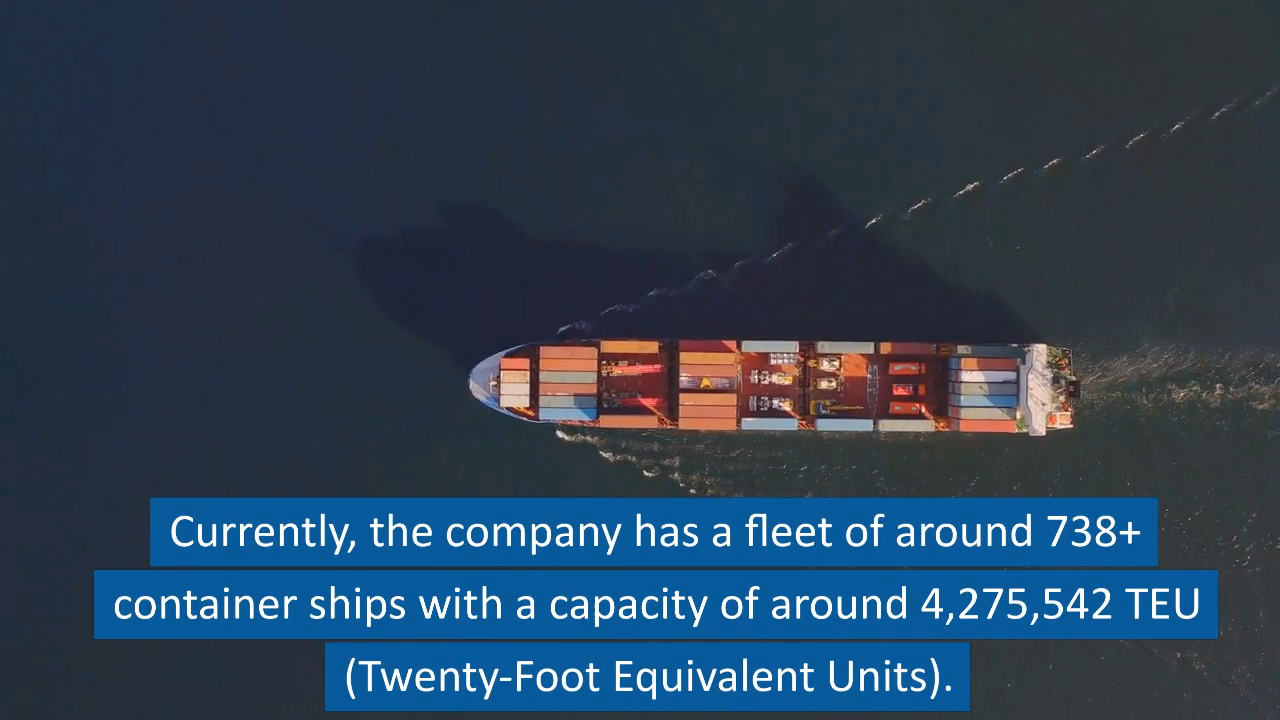 Currently, the company has a fleet of around 738+
container ships with a capacity of around 4,275,542 TEU
(Twenty-Foot Equivalent Units).